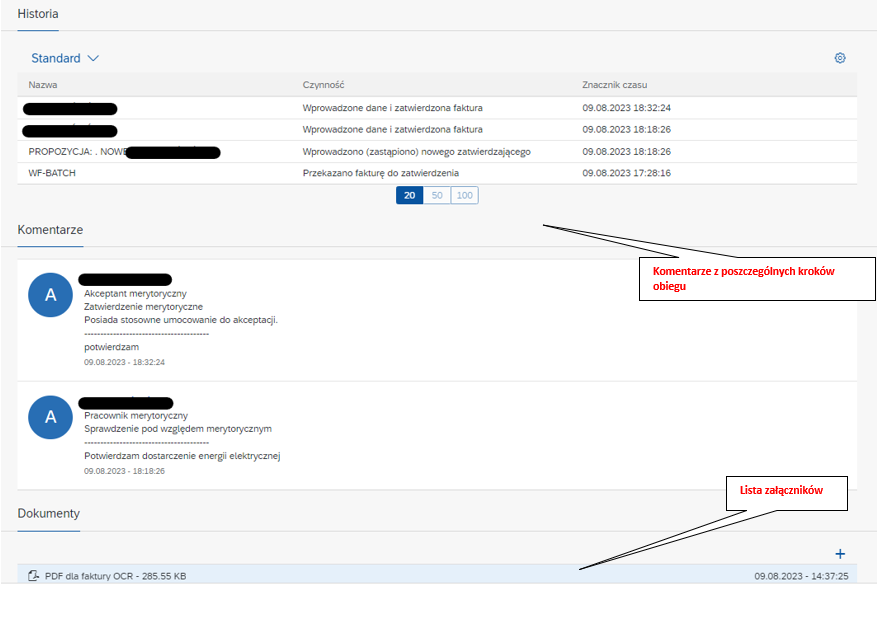 Historia
Standard
Nazwa Czynność Znacznik czasu
Wprowadzone dane i zatwierdzona faktura 09.08.2023 18:32:24
Wprowadzone dane i zatwierdzona faktura 09.08.2023 18:18:26
PROPOZYCJA: . NOWE Wprowadzono (zastąpiono) nowego zatwierdzającego 09.08.2023 18:18:26
WF-BATCH Przekazano fakturę do zatwierdzenia 09.08.2023 17:28:16
20 50 100
Komentarze
Komentarze z poszczególnych kroków
obiegu
A
Akceptant merytoryczny
Zatwierdzenie merytoryczne
Posiada stosowne umocowanie do akceptacji.
---------------------------------------
potwierdzam
09.08.2023 - 18:32:24
A
Pracownik merytoryczny
Sprawdzenie pod względem merytorycznym
---------------------------------------
Potwierdzam dostarczenie energii elektrycznej
09.08.2023 - 18:18:26
Lista załączników
Dokumenty
+
PDF dla faktury OCR - 285.55 KB 09.08.2023 - 14:37:25